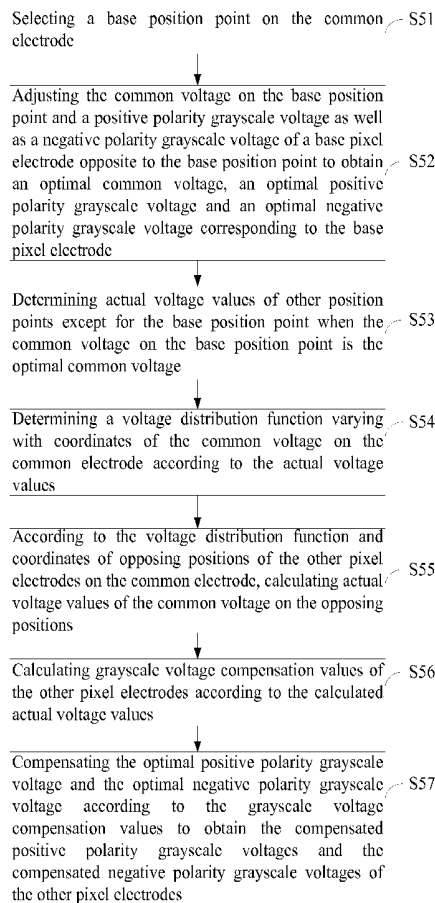 Selecting a base position point on the common S51
electrode
Adjusting the common voltage on the base position
point and a positive polarity grayscale voltage as well
as a negative polarity grayscale voltage of a base pixel
electrode opposite to the base position point to obtain
an optimal common voltage, an optimal positive S52
polarity grayscale voltage and an optimal negative
polarity grayscale voltage corresponding to the base
pixel electrode
Determining actual voltage values of other position
points except for the base position point when the S53
common voltage on the base position point is the
optimal common voltage
Determining a voltage distribution function varying
with coordinates of the common voltage on the S54
common electrode according to the actual voltage
values
According to the voltage distribution function and
coordinates of opposing positions of the other pixel
electrodes on the common electrode, calculating actual S55
voltage values of the common voltage on the opposing
positions
Calculating grayscale voltage compensation values of S56
the other pixel electrodes according to the calculated
actual voltage values
Compensating the optimal positive polarity grayscale
voltage and the optimal negative polarity grayscale S57
voltage according to the grayscale voltage
compensation values to obtain the compensated
positive polarity grayscale voltages and the
compensated negative polarity grayscale voltages of
the other pixel electrodes